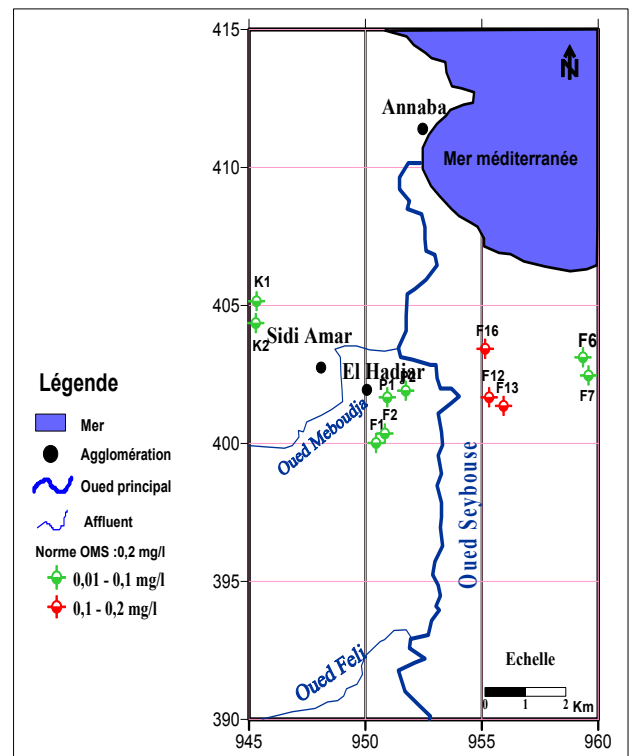 415
410
405
400
395
390
945
950
955
960
N
Annaba
Mer méditerranée
K1
K2
Sidi Amar
El Hadjar
P1
P2
F1
F2
F16
F12
F13
F6
F7
Oued Meboudja
Oued Seybouse
Oued Feli
Légende
Mer
Agglomération
Oued principal
Affluent
Norme OMS :0,2 mg/l
0,01 - 0,1 mg/l
0,1 - 0,2 mg/l
Echelle
0 1 2 Km